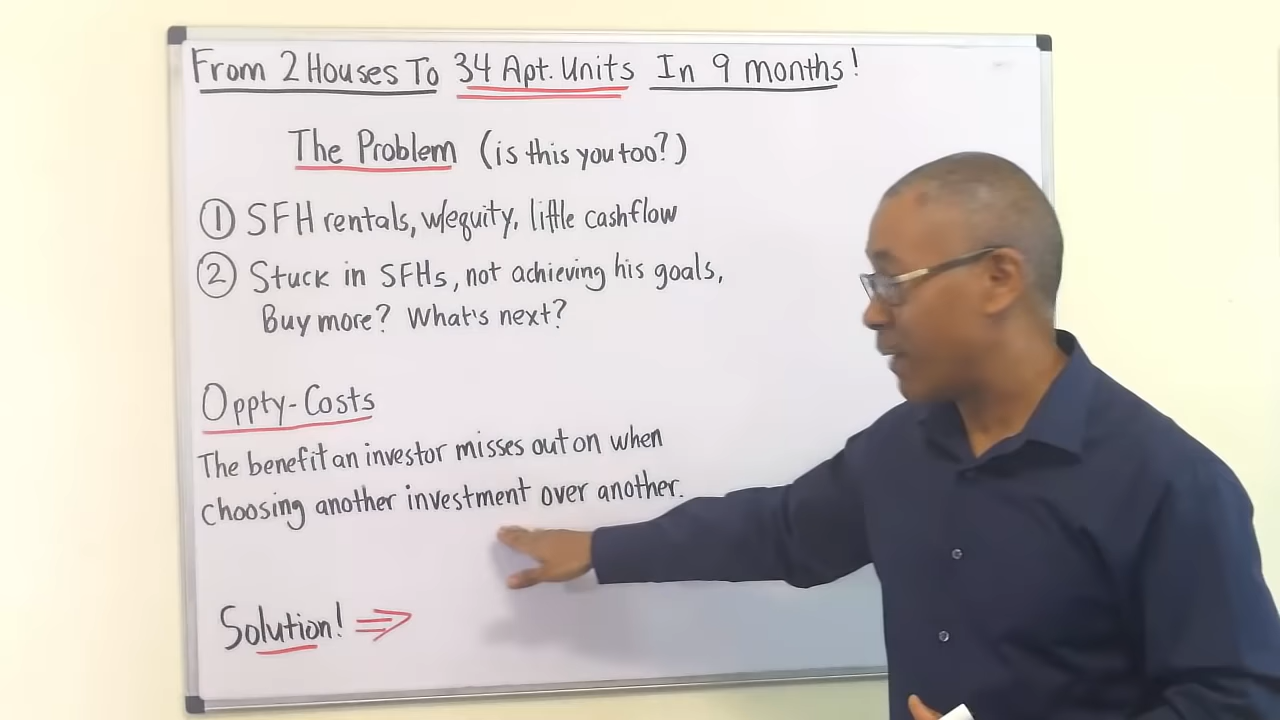 From 2 Houses To 34 Apt. Units In 9 months!
The Problem (is this you too?)
① SFH rentals, w/equity, little cashflow
② Stuck in SFHs, not achieving his goals,
Buy more? What's next?
Oppty-Costs
The benefit an investor misses out on when
choosing another investment over another.
Solution! ⇒